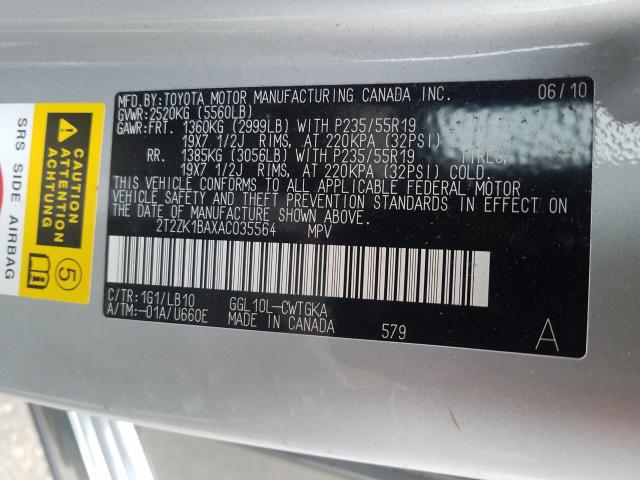 MFD.BY:TOYOTA MOTOR MANUFACTURING CANADA INC. 06/10
GVWR:2520KG (5560LB)
GAWR:FRT. 1360KG (2999LB) WITH P235/55R19
19X7 1/2J RIMS, AT 220KPA (32PSI)
RR. 1385KG (3056LB) WITH P235/55R19 TIRES,
19X7 1/2J RIMS, AT 220KPA (32PSI) COLD.
THIS VEHICLE CONFORMS TO ALL APPLICABLE FEDERAL MOTOR
VEHICLE SAFETY AND THEFT PREVENTION STANDARDS IN EFFECT ON
THE DATE OF MANUFACTURE SHOWN ABOVE.
2T2ZK1BAXAC035564 MPV
C/TR:1G1/LB10 GGL10L-CWTGKA
A/TM:-01A/U660E MADE IN CANADA 579 A
CAUTION
ATTENTION
ACHTUNG
5
SRS SIDE AIRBAG